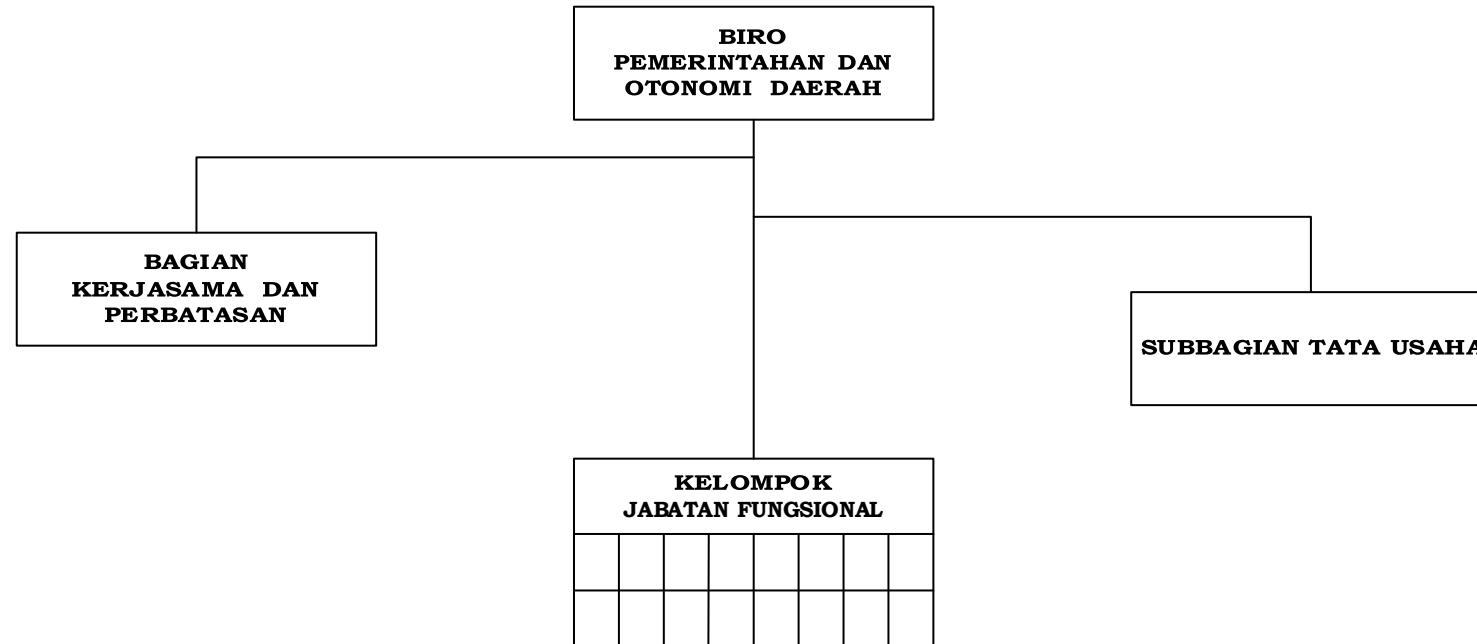 BIRO
PEMERINTAHAN DAN
OTONOMI DAERAH
BAGIAN
KERJASAMA DAN
PERBATASAN
SUBBAGIAN TATA USAHA
KELOMPOK
JABATAN FUNGSIONAL